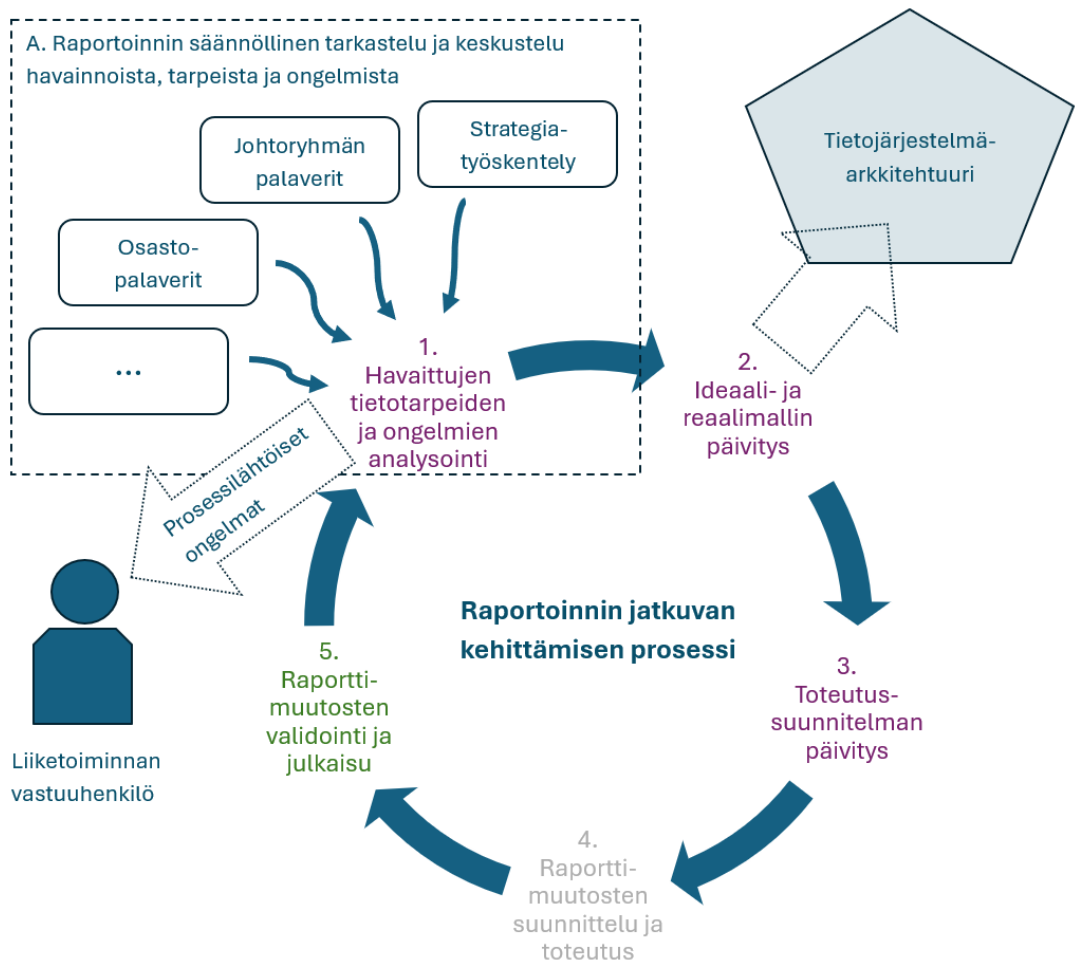 A. Raportoinnin säännöllinen tarkastelu ja keskustelu
havainnoista, tarpeista ja ongelmista
Strategia-
työskentely
Johtoryhmän
palaverit
Osasto-
palaverit
...
Tietojärjestelmä-
arkkitehtuuri
1.
Havaittujen
tietotarpeiden
ja ongelmien
analysointi
2.
Ideaali- ja
reaalimallin
päivitys
Prosessilähtöiset
ongelmat
Liiketoiminnan
vastuuhenkilö
Raportoinnin jatkuvan
kehittämisen prosessi
3.
Toteutus-
suunnitelman
päivitys
4.
Raportti-
muutosten
suunnittelu ja
toteutus
5.
Raportti-
muutosten
validointi ja
julkaisu